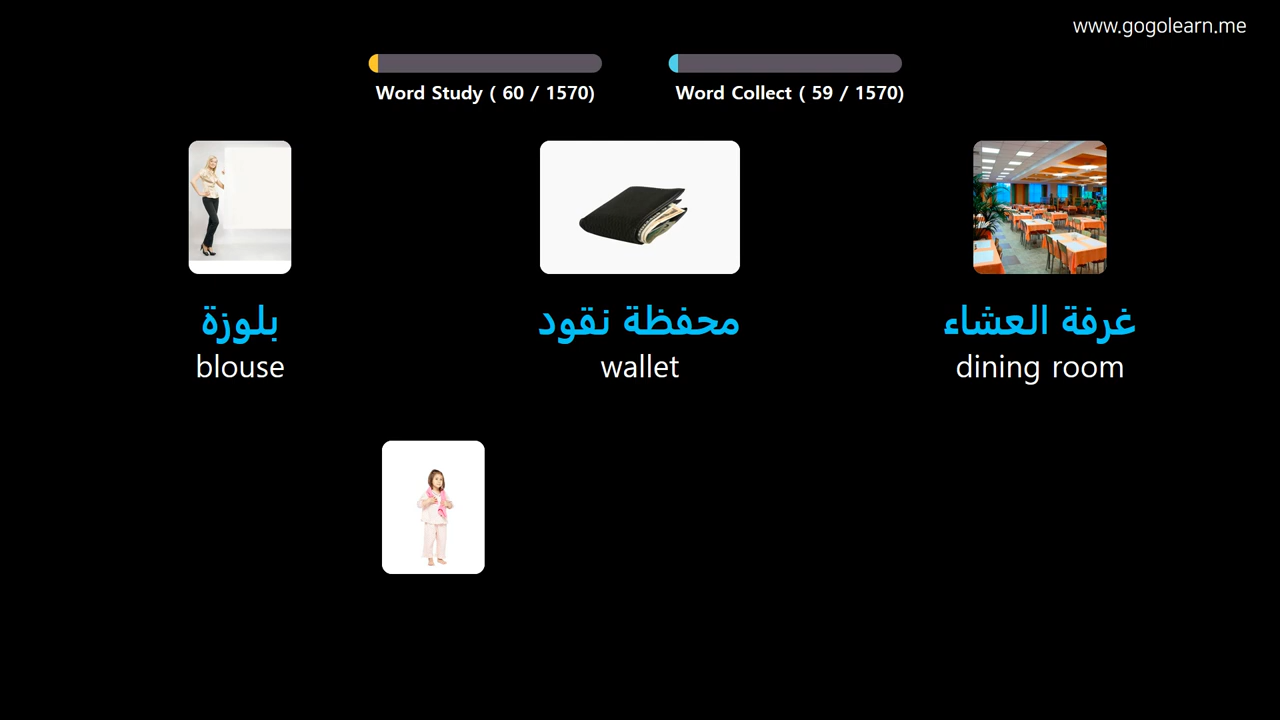 www.gogolearn.me
Word Study ( 60 / 1570)
Word Collect ( 59 / 1570)
بلوزة
blouse
محفظة نقود
wallet
غرفة العشاء
dining room